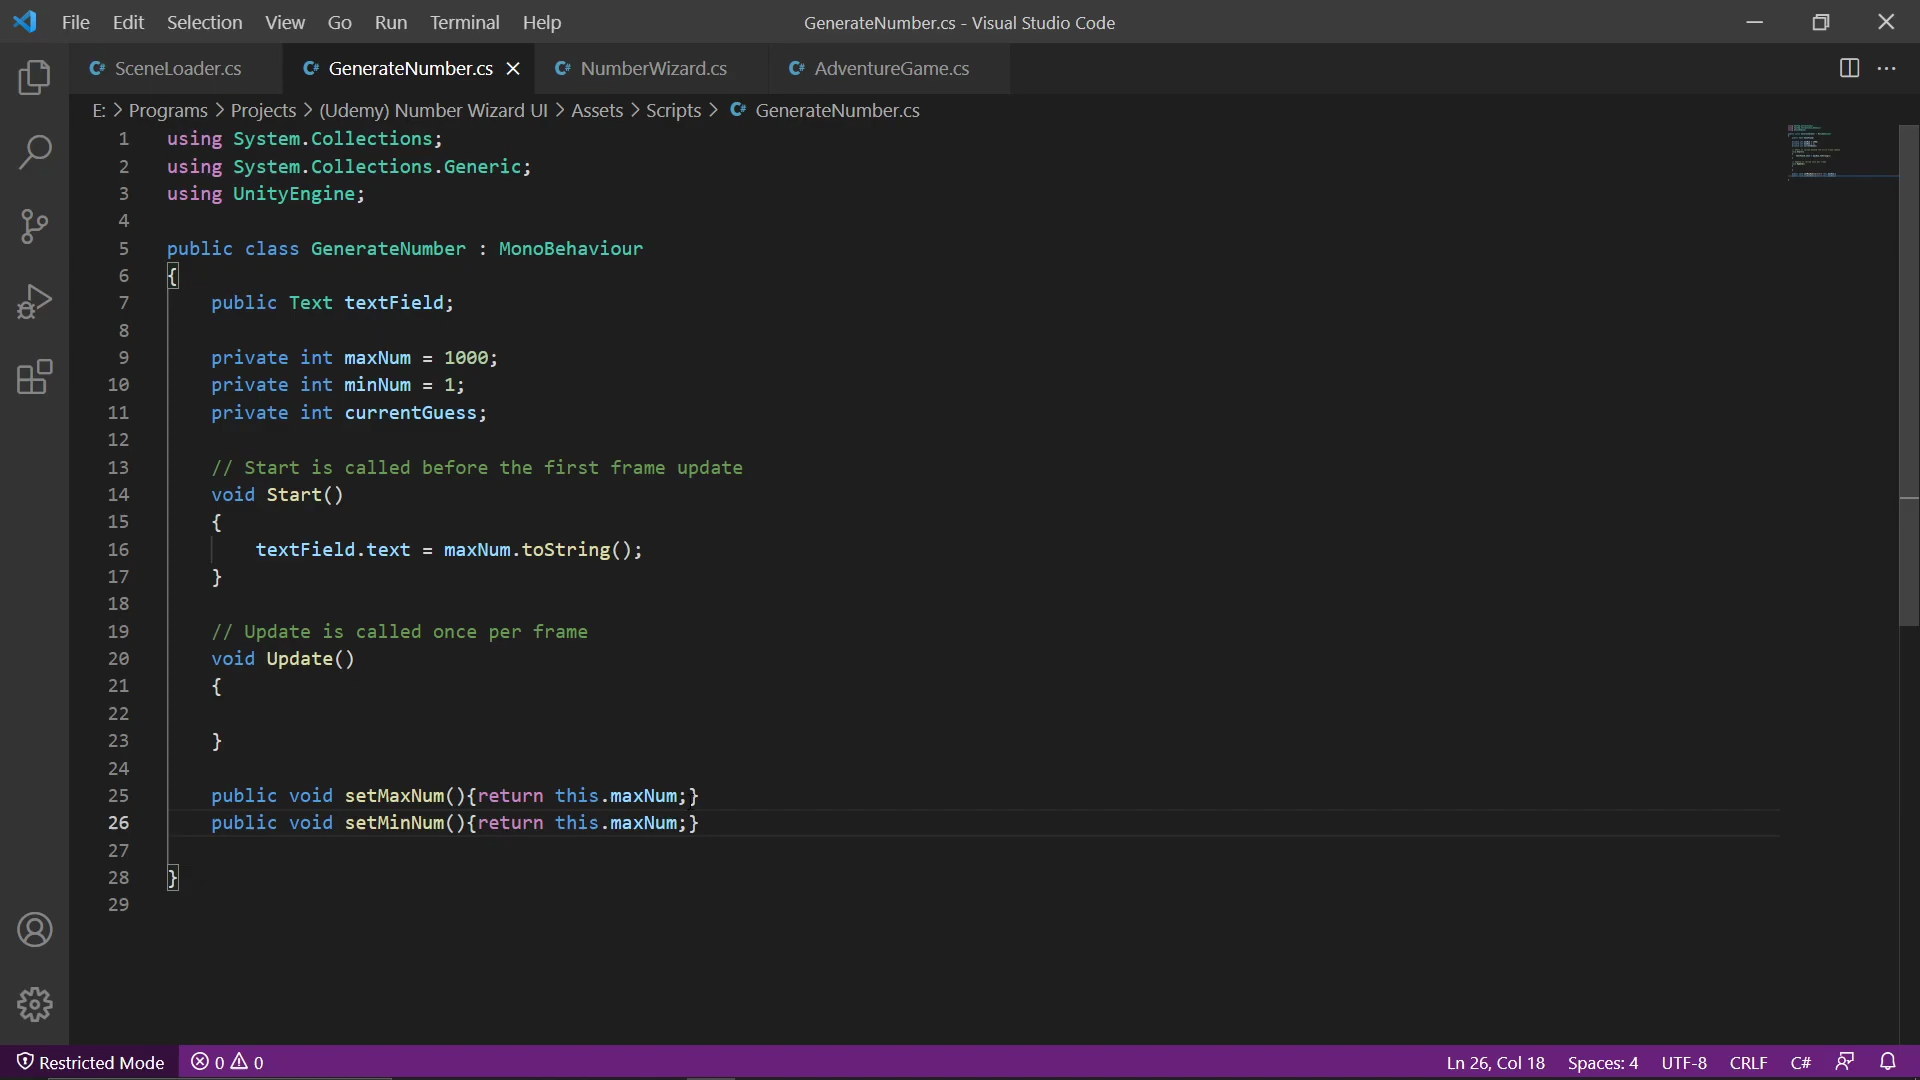 File Edit Selection View Go Run Terminal Help GenerateNumber.cs - Visual Studio Code
SceneLoader.cs GenerateNumber.cs NumberWizard.cs AdventureGame.cs
E: > Programs > Projects > (Udemy) Number Wizard UI > Assets > Scripts > GenerateNumber.cs
1 using System.Collections;
2 using System.Collections.Generic;
3 using UnityEngine;
4
5 public class GenerateNumber : MonoBehaviour
6 {
7     public Text textField;
8
9     private int maxNum = 1000;
10     private int minNum = 1;
11     private int currentGuess;
12
13     // Start is called before the first frame update
14     void Start()
15     {
16         textField.text = maxNum.toString();
17     }
18
19     // Update is called once per frame
20     void Update()
21     {
22
23     }
24
25     public void setMaxNum(){return this.maxNum;}
26     public void setMinNum(){return this.maxNum;}
27
28 }
29
Restricted Mode 0 0 Ln 26, Col 18 Spaces: 4 UTF-8 CRLF C#